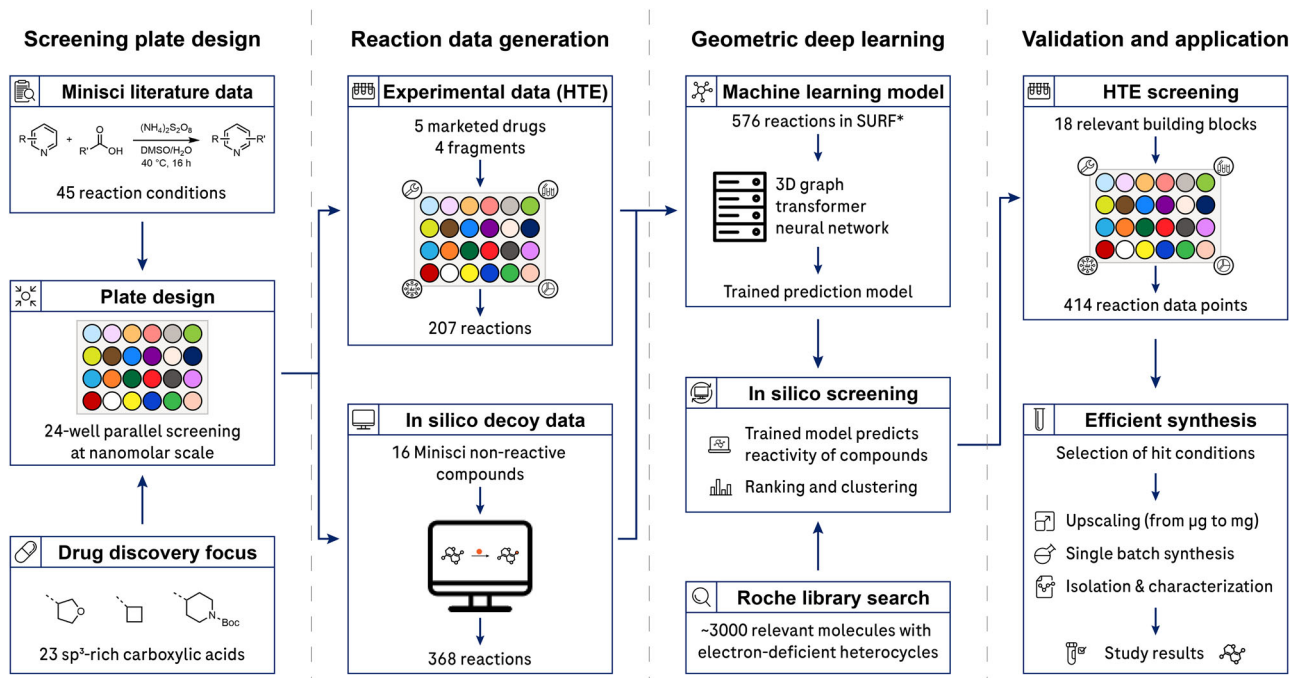 Screening plate design
Minisci literature data
R
N
+
R'
O
OH
(NH₄)₂S₂O₈
DMSO/H₂O
40 °C, 16 h
R
N
R'
45 reaction conditions
Plate design
24-well parallel screening
at nanomolar scale
Drug discovery focus
O
N
Boc
23 sp³-rich carboxylic acids
Reaction data generation
Experimental data (HTE)
5 marketed drugs
4 fragments
207 reactions
In silico decoy data
16 Minisci non-reactive
compounds
368 reactions
Geometric deep learning
Machine learning model
576 reactions in SURF*
3D graph
transformer
neural network
Trained prediction model
In silico screening
Trained model predicts
reactivity of compounds
Ranking and clustering
Roche library search
~3000 relevant molecules with
electron-deficient heterocycles
Validation and application
HTE screening
18 relevant building blocks
414 reaction data points
Efficient synthesis
Selection of hit conditions
Upscaling (from µg to mg)
Single batch synthesis
Isolation & characterization
Study results